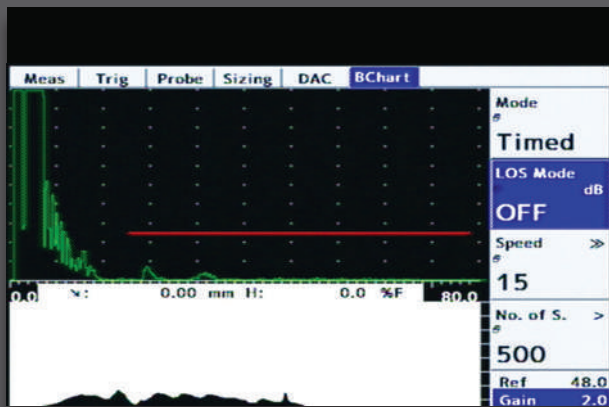 Meas Trig Probe Sizing DAC BChart
Mode
Timed
LOS Mode
dB
OFF
Speed >>
15
No. of S. >
500
Ref 48.0
Gain 2.0
0.0 ↘: 0.00 mm H: 0.0 %F 80.0